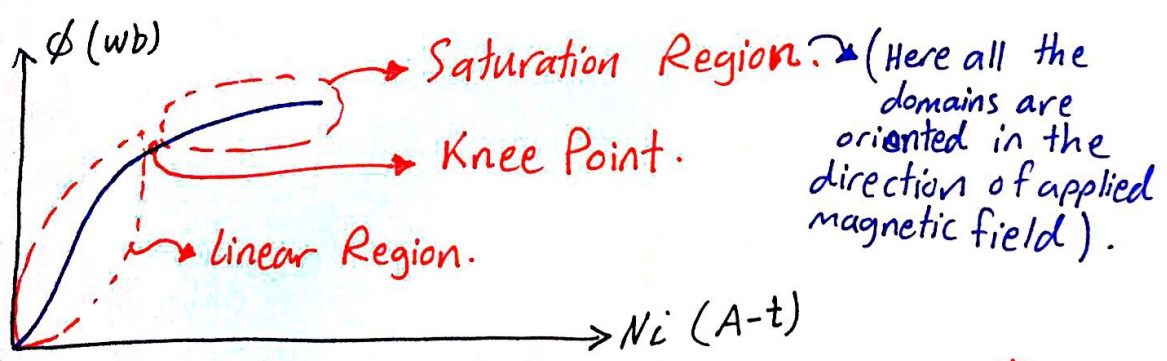 ϕ (wb)
Saturation Region.
(Here all the
domains are
oriented in the
direction of applied
magnetic field).
Knee Point.
Linear Region.
Ni (A-t)